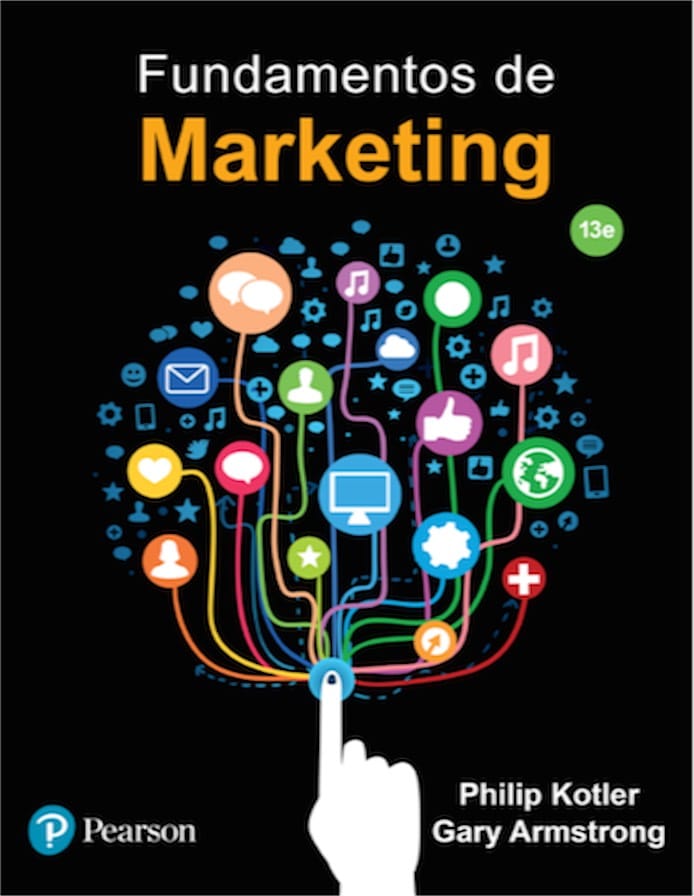 Fundamentos de
Marketing
13e
Philip Kotler
Gary Armstrong
Pearson